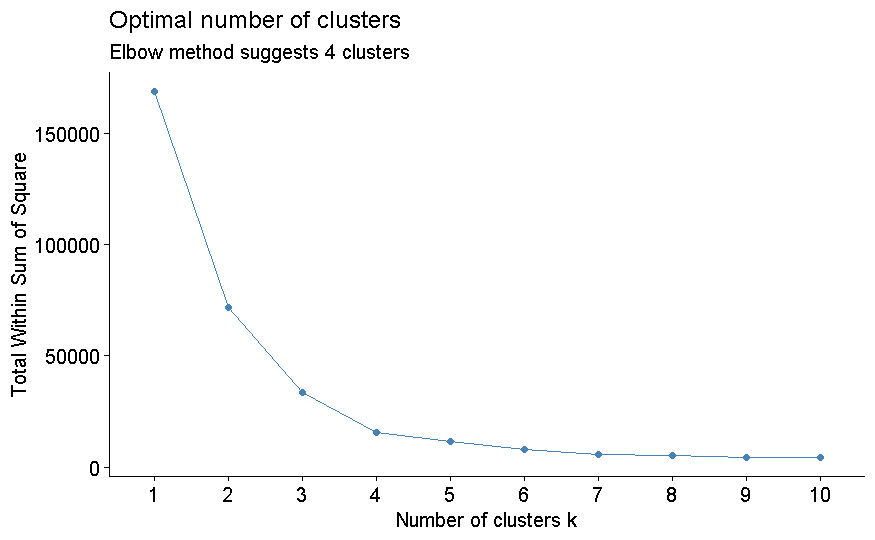 Optimal number of clusters
Elbow method suggests 4 clusters
Total Within Sum of Square
150000
100000
50000
0
1 2 3 4 5 6 7 8 9 10
Number of clusters k